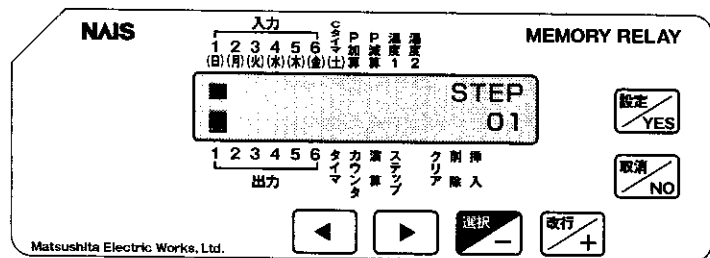 NAIS
入力
MEMORY RELAY
1 2 3 4 5 6 Cタイマ P加算 P減算 温度1 温度2
(日)(月)(火)(水)(木)(金)(土)
STEP
01
設定 YES
1 2 3 4 5 6 タイマ カウンタ 演算 ステップ クリア 削除 挿入
出力
取消 NO
選択 −
改行 +
Matsushita Electric Works, Ltd.